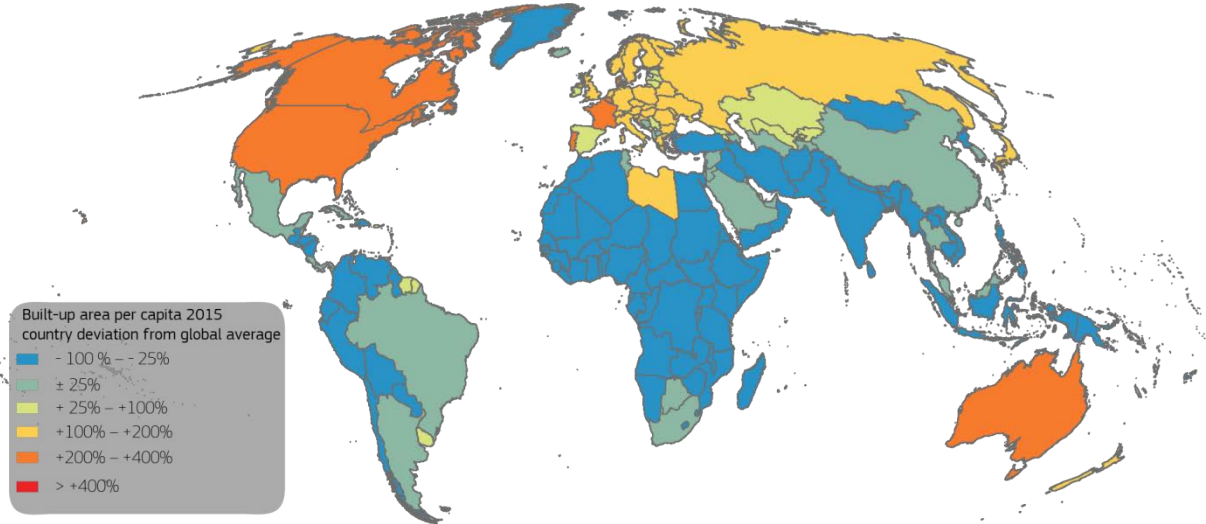 Built-up area per capita 2015
country deviation from global average
- 100 % – - 25%
± 25%
+ 25% – +100%
+100% – +200%
+200% – +400%
> +400%